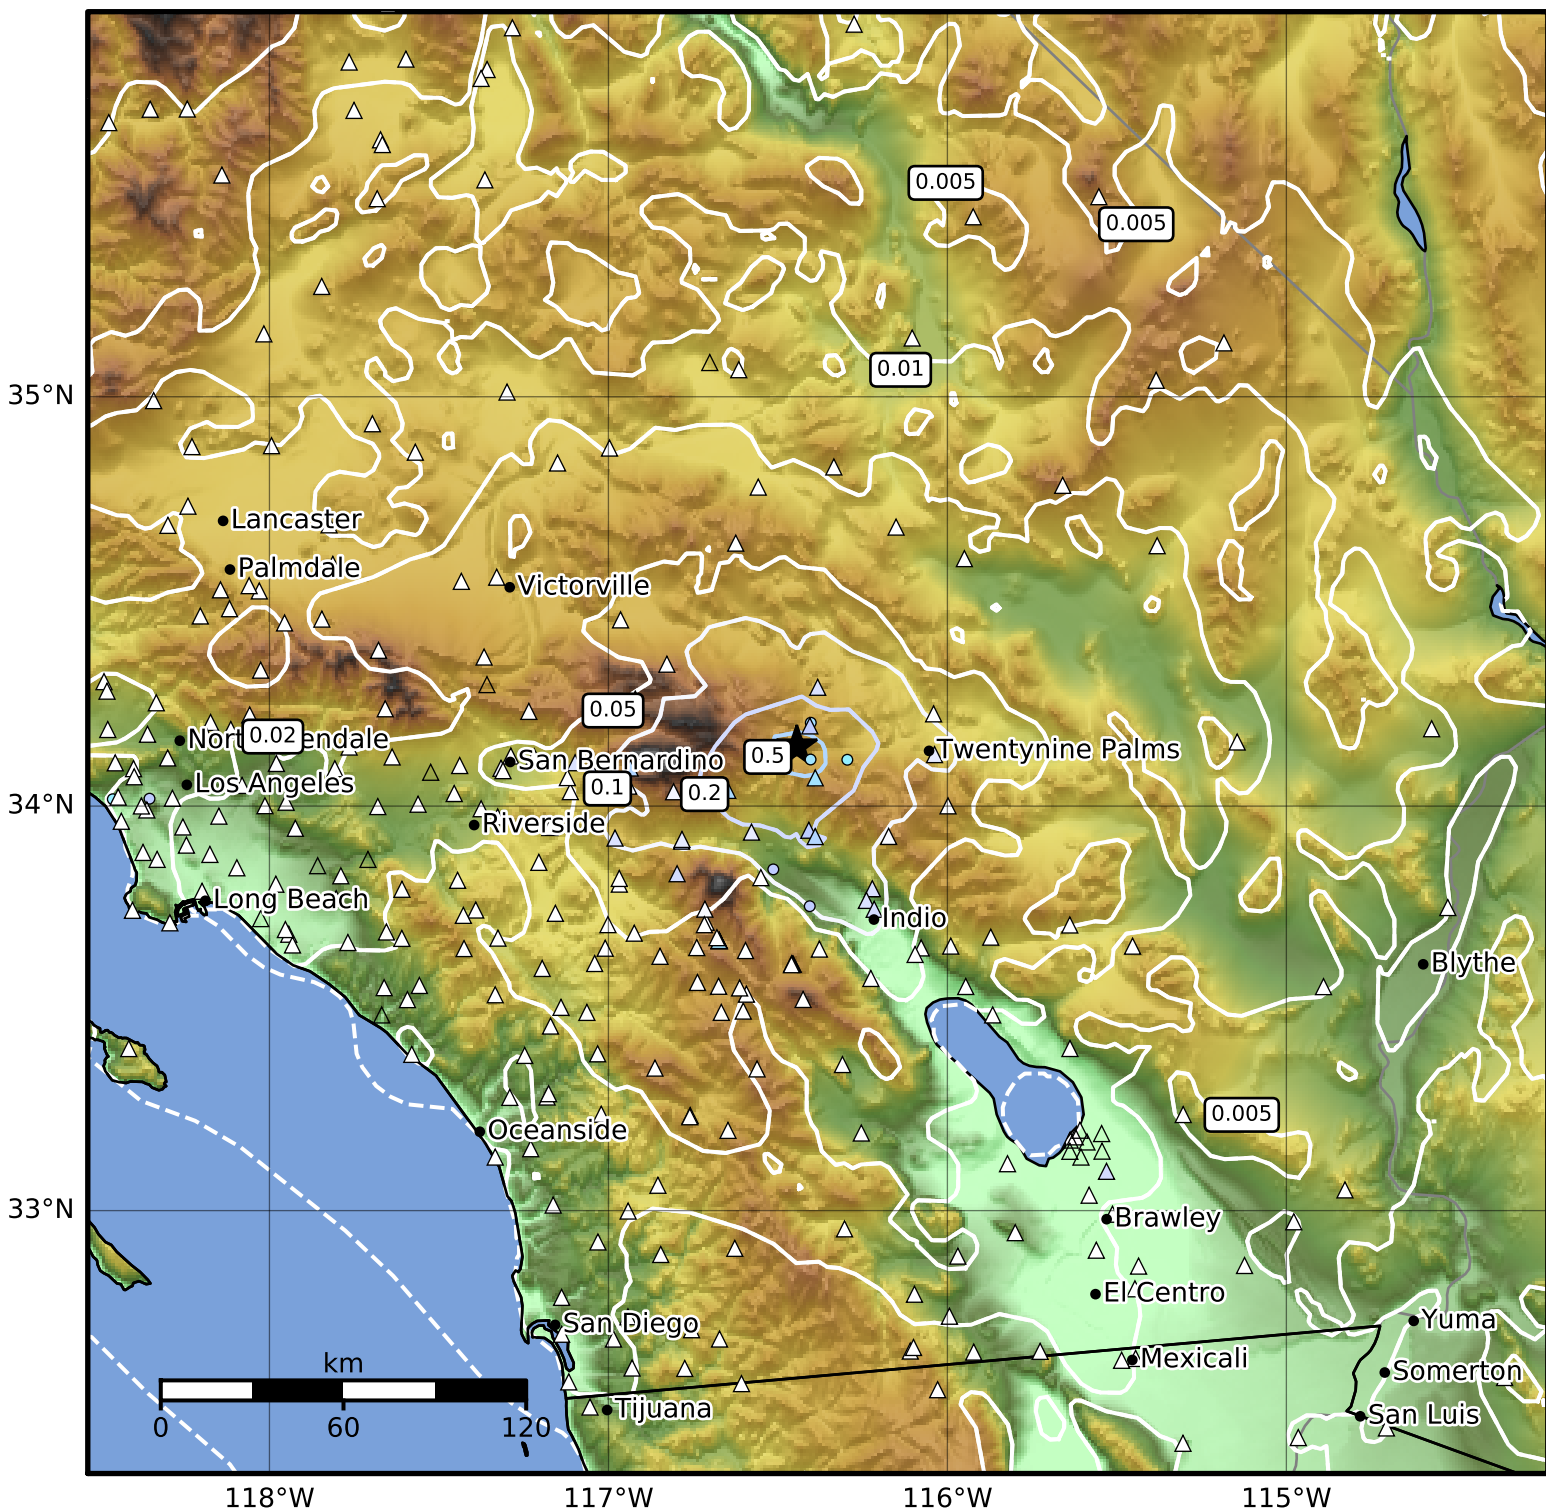 0.005
0.005
35°N
0.01
Lancaster
Palmdale
Victorville
0.05
0.02
North Glendale
0.5
Twentynine Palms
San Bernardino
Los Angeles
0.1
0.2
34°N
Riverside
Long Beach
Indio
Blythe
0.005
Oceanside
33°N
Brawley
El Centro
San Diego
Yuma
Mexicali
km
Somerton
Tijuana
San Luis
0
60
120
118°W
117°W
116°W
115°W